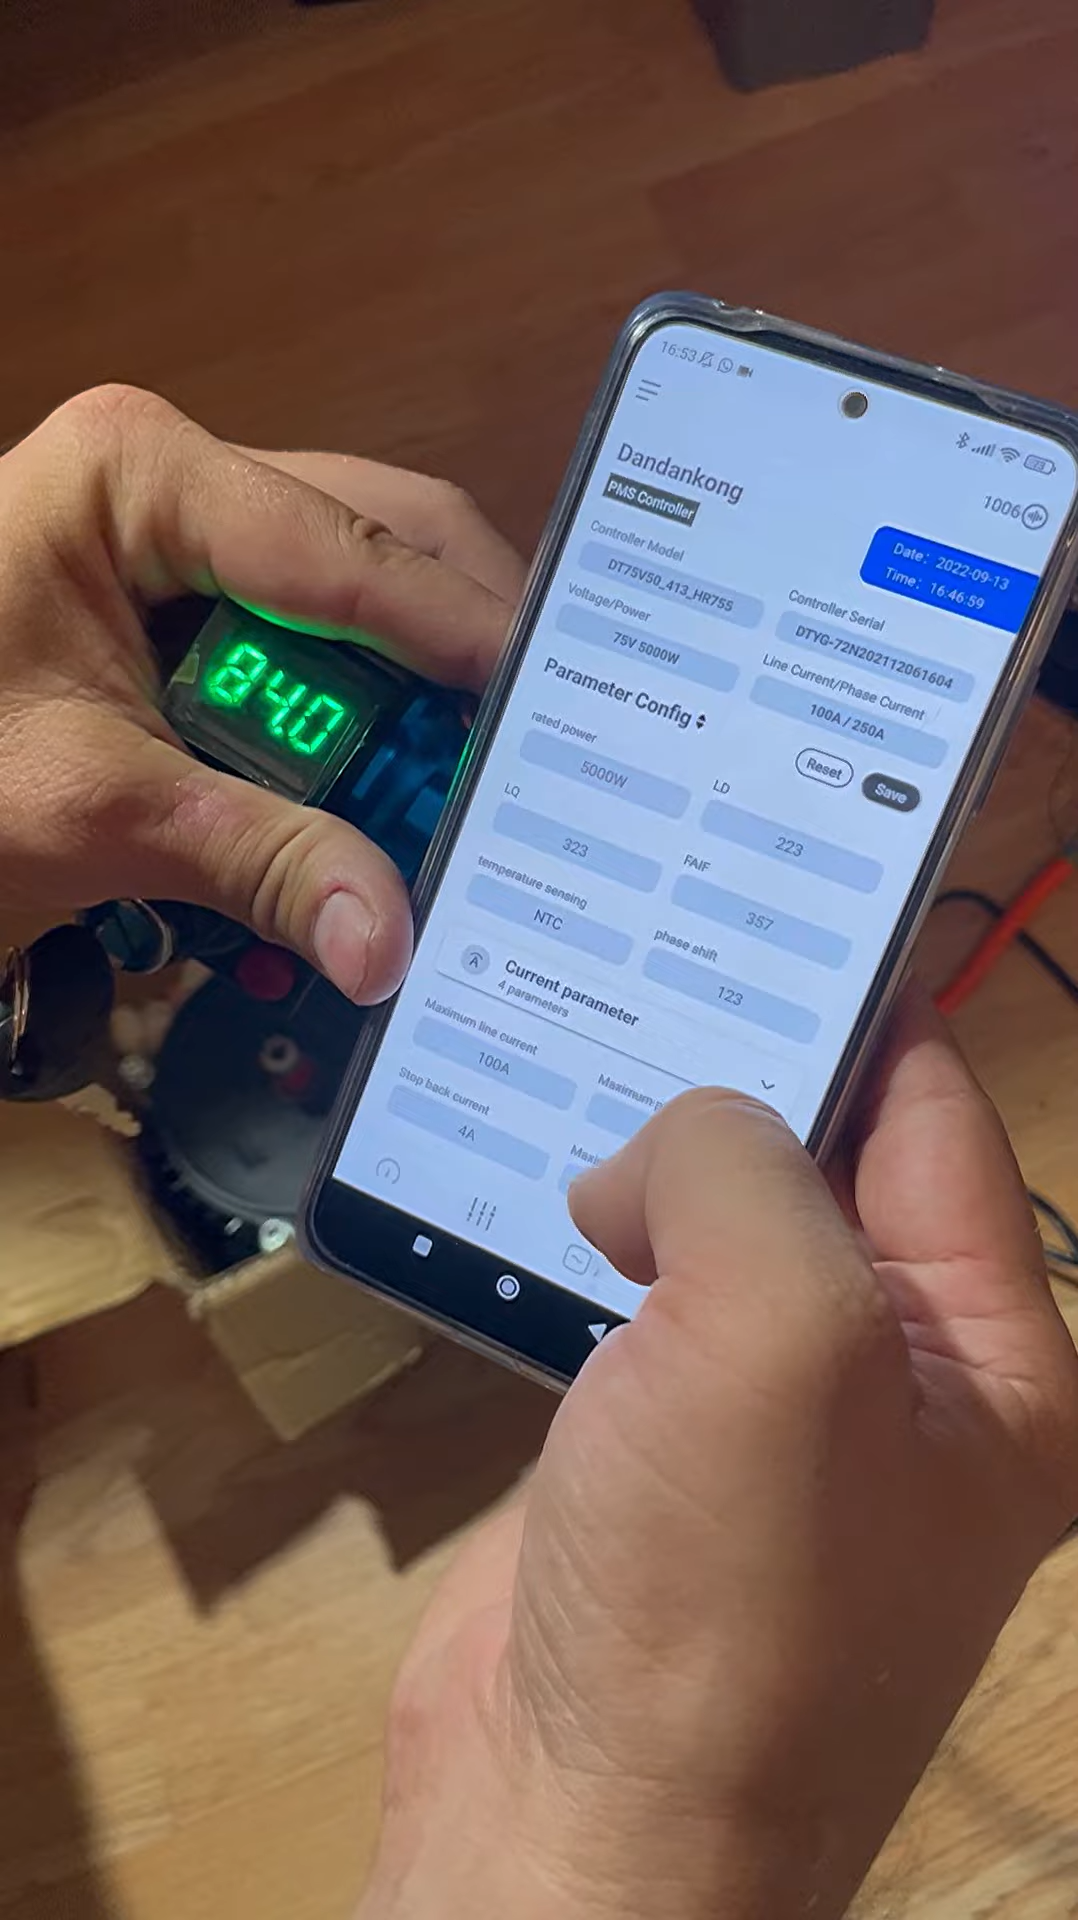 84.0
16:53
73
Dandankong
1006
PMS Controller
Date: 2022-09-13
Time: 16:46:59
Controller Model
DT75V50_413_HR755
Controller Serial
DTYG-72N202112061604
Voltage/Power
75V 5000W
Line Current/Phase Current
100A / 250A
Parameter Config
Reset
Save
rated power
5000W
LD
223
LQ
323
FAIF
357
temperature sensing
NTC
phase shift
123
Current parameter
4 parameters
Maximum line current
100A
Stop back current
4A